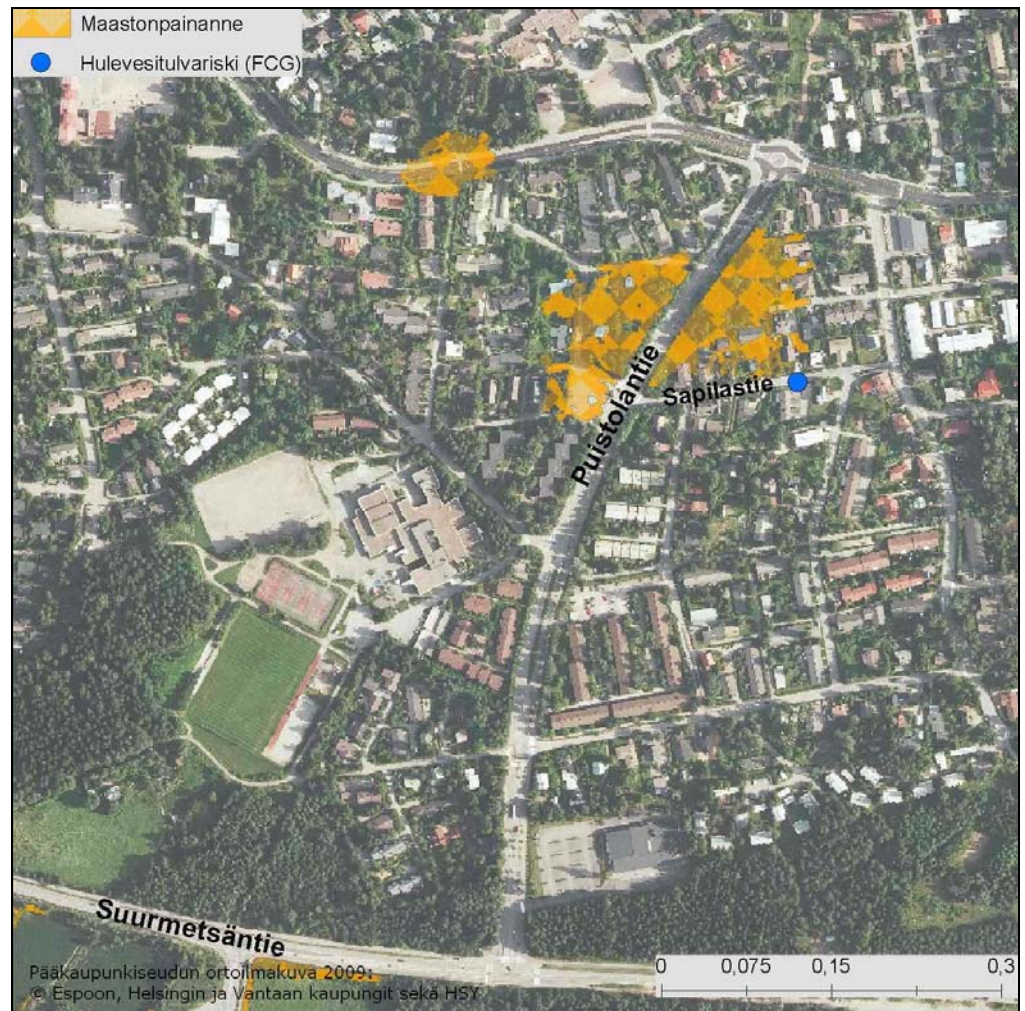 Maastonpainanne
Hulevesitulvariski (FCG)
Puistolantie
Sapilastie
Suurmetsäntie
Pääkaupunkiseudun ortoilmakuva 2009:
© Espoon, Helsingin ja Vantaan kaupungit sekä HSY
0 0,075 0,15 0,3